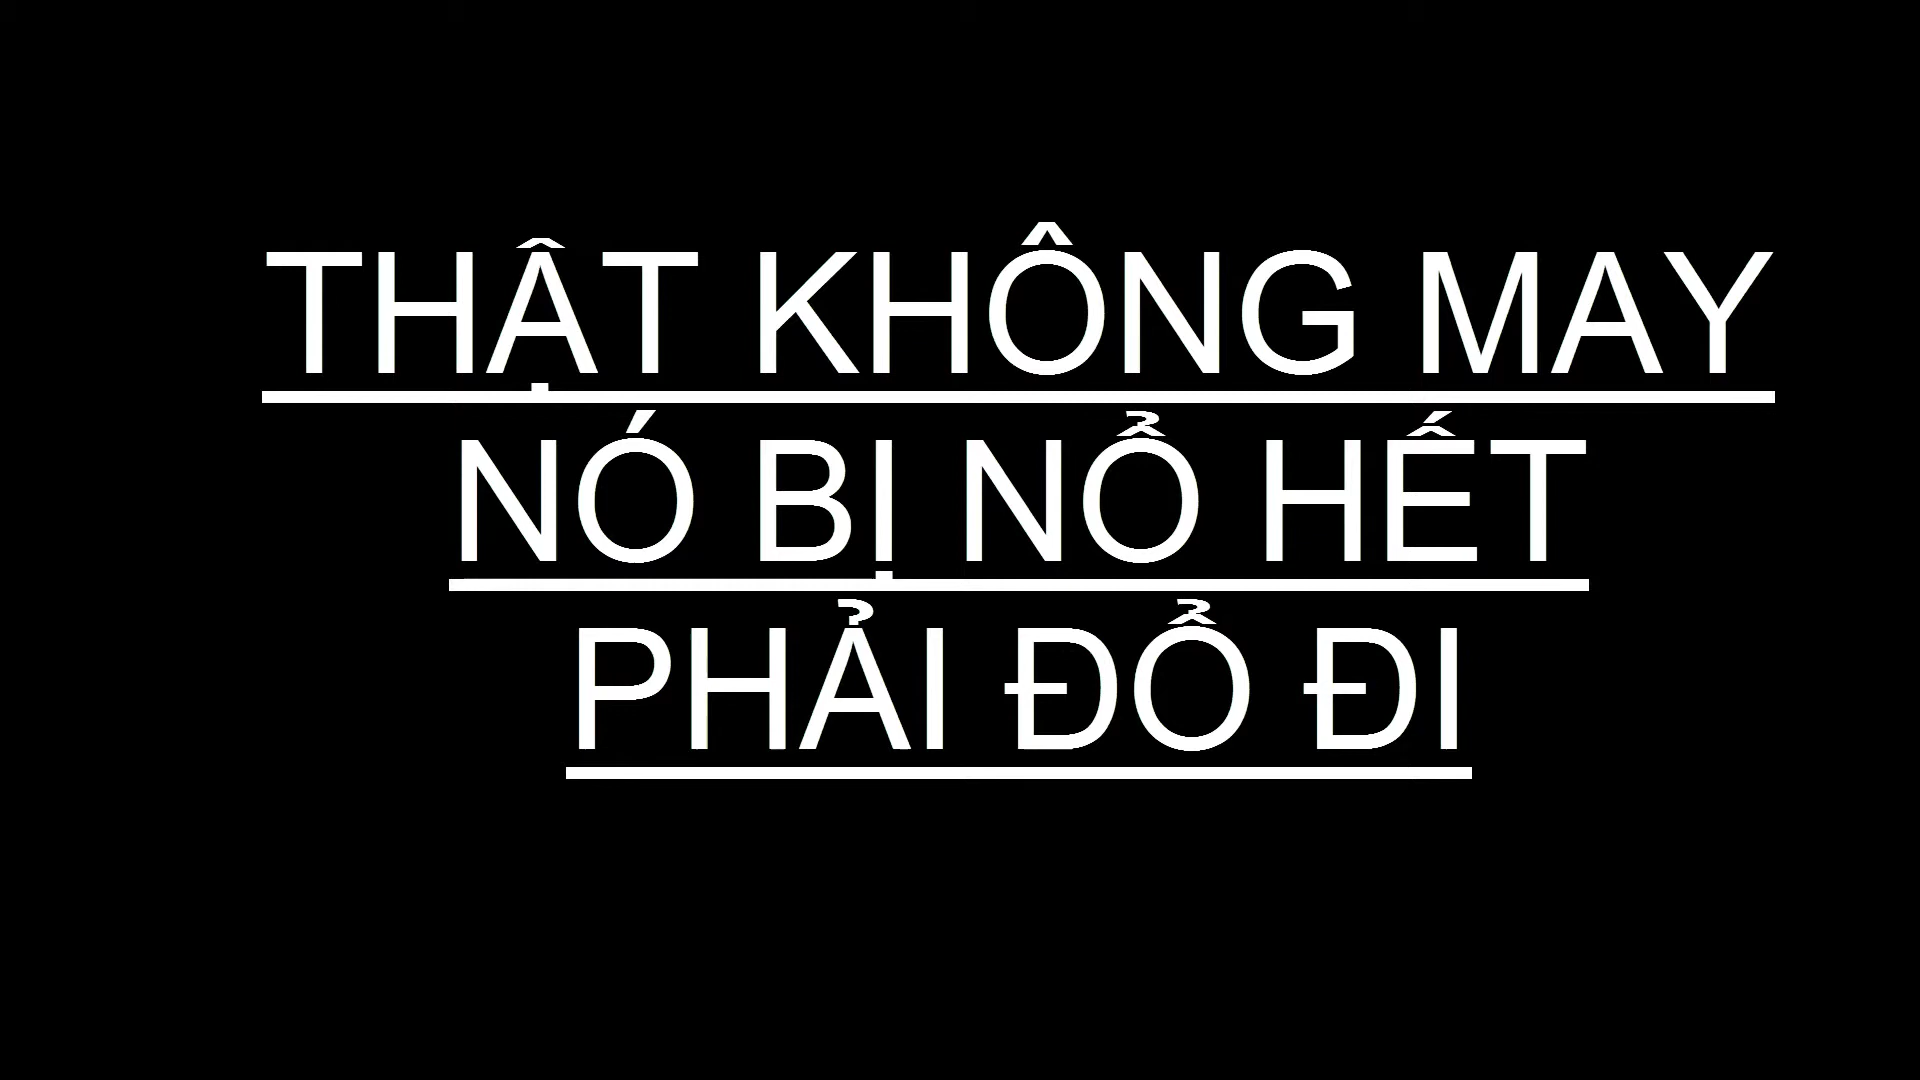 THẬT KHÔNG MAY
NÓ BỊ NỔ HẾT
PHẢI ĐỔ ĐI